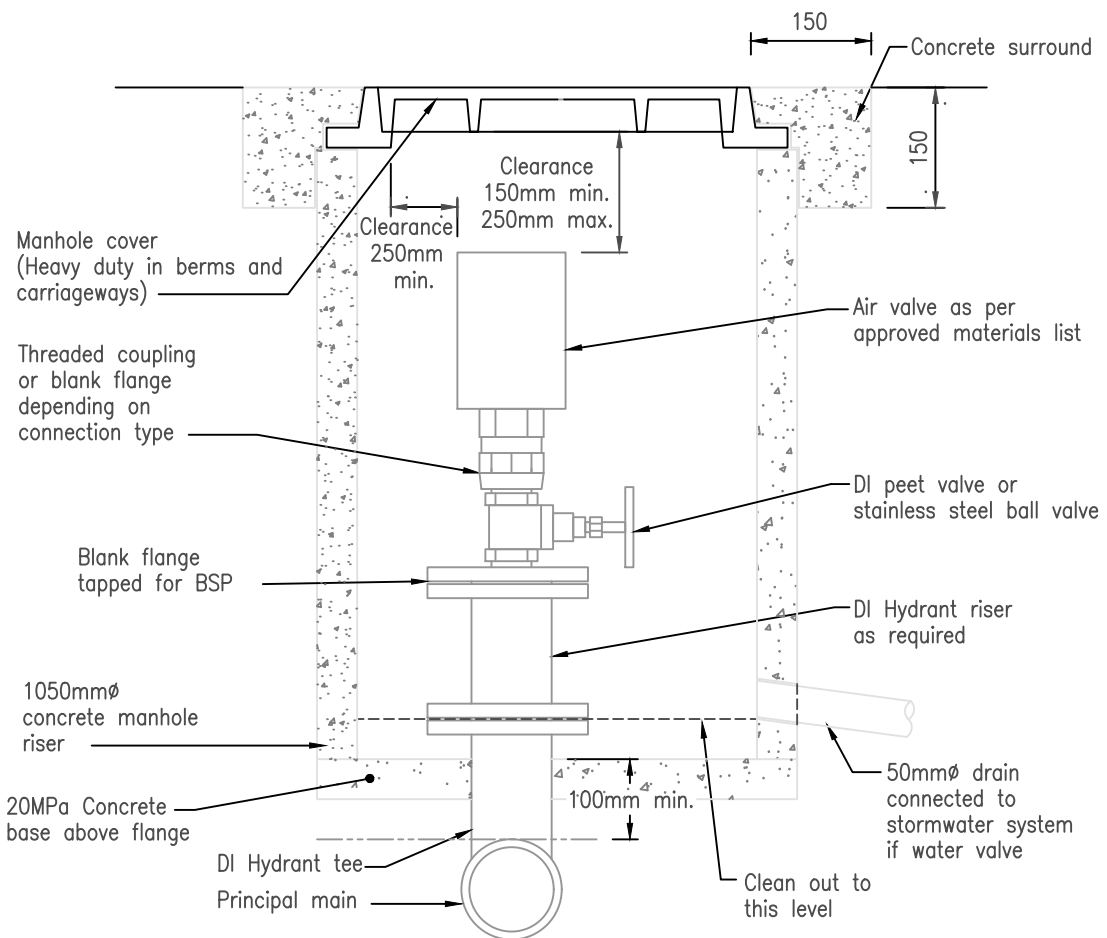 150
Concrete surround
150
Clearance
150mm min.
250mm max.
Clearance
250mm
min.
Manhole cover
(Heavy duty in berms and
carriageways)
Air valve as per
approved materials list
Threaded coupling
or blank flange
depending on
connection type
DI peet valve or
stainless steel ball valve
Blank flange
tapped for BSP
DI Hydrant riser
as required
1050mmø
concrete manhole
riser
20MPa Concrete
base above flange
100mm min.
50mmø drain
connected to
stormwater system
if water valve
DI Hydrant tee
Principal main
Clean out to
this level